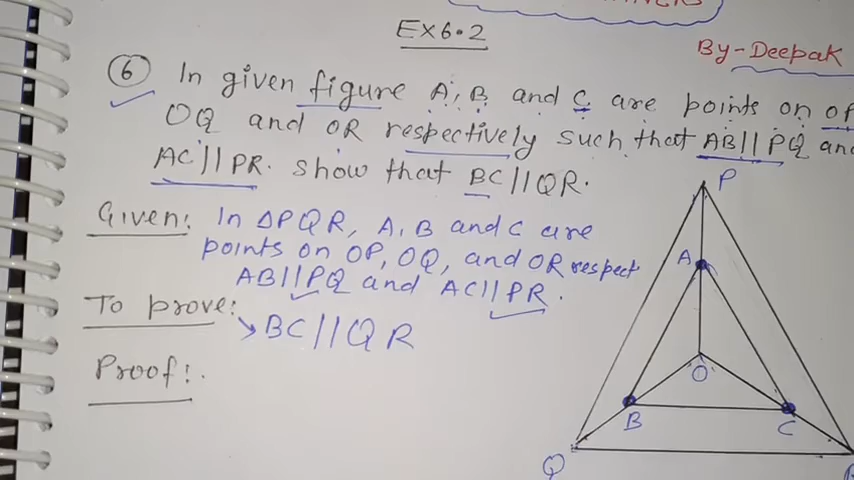 EX 6.2
By-Deepak
(6) In given figure A, B and C are points on OP
OQ and OR respectively such that AB||PQ and
AC||PR. show that BC||QR.
Given: In ΔPQR, A, B and C are
points on OP, OQ, and OR respect
AB||PQ and AC||PR.
To prove:
BC||QR
Proof:.
P
A
O
B
C
Q